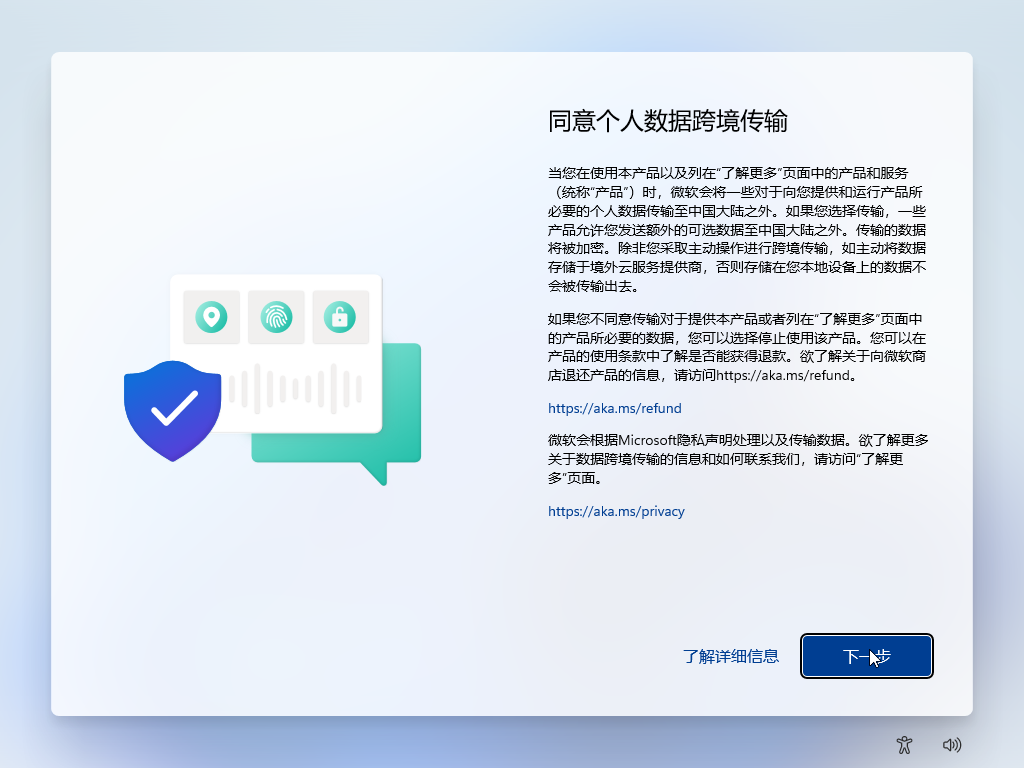 同意个人数据跨境传输
当您在使用本产品以及列在“了解更多”页面中的产品和服务
（统称“产品”）时，微软会将一些对于向您提供和运行产品所
必要的个人数据传输至中国大陆之外。如果您选择传输，一些
产品允许您发送额外的可选数据至中国大陆之外。传输的数据
将被加密。除非您采取主动操作进行跨境传输，如主动将数据
存储于境外云服务提供商，否则存储在您本地设备上的数据不
会被传输出去。
如果您不同意传输对于提供本产品或者列在“了解更多”页面中
的产品所必要的数据，您可以选择停止使用该产品。您可以在
产品的使用条款中了解是否能获得退款。欲了解关于向微软商
店退还产品的信息，请访问https://aka.ms/refund。
https://aka.ms/refund
微软会根据Microsoft隐私声明处理以及传输数据。欲了解更多
关于数据跨境传输的信息和如何联系我们，请访问“了解更
多”页面。
https://aka.ms/privacy
了解详细信息
下一步